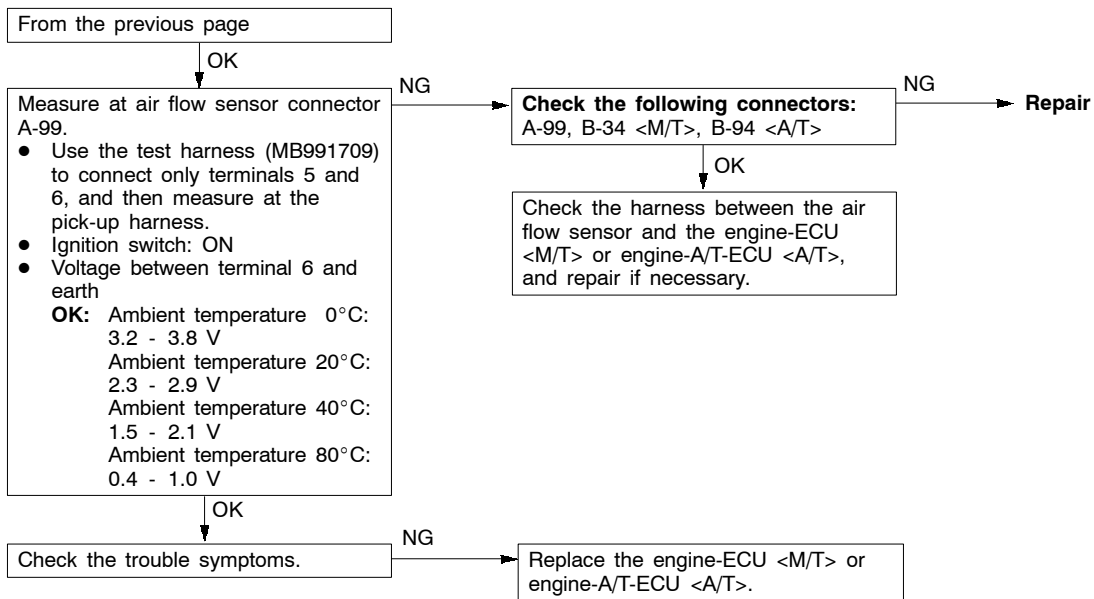 From the previous page
OK
Measure at air flow sensor connector
A-99.
● Use the test harness (MB991709)
to connect only terminals 5 and
6, and then measure at the
pick-up harness.
● Ignition switch: ON
● Voltage between terminal 6 and
earth
OK: Ambient temperature 0°C:
3.2 - 3.8 V
Ambient temperature 20°C:
2.3 - 2.9 V
Ambient temperature 40°C:
1.5 - 2.1 V
Ambient temperature 80°C:
0.4 - 1.0 V
NG
Check the following connectors:
A-99, B-34 <M/T>, B-94 <A/T>
NG
Repair
OK
Check the harness between the air
flow sensor and the engine-ECU
<M/T> or engine-A/T-ECU <A/T>,
and repair if necessary.
OK
Check the trouble symptoms.
NG
Replace the engine-ECU <M/T> or
engine-A/T-ECU <A/T>.